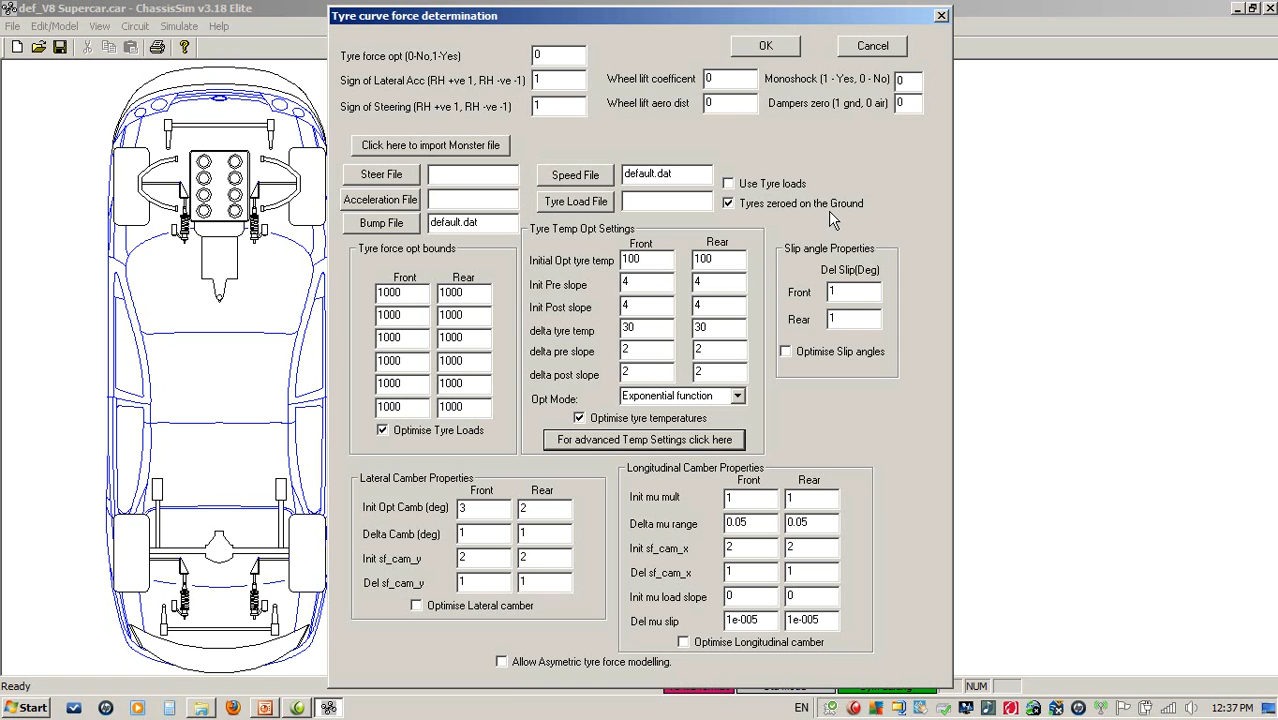 def_V8 Supercar.car - ChassisSim v3.18 Elite
File Edit/Model View Circuit Simulate Help
Tyre curve force determination
OK Cancel
Tyre force opt (0-No,1-Yes) 0
Sign of Lateral Acc (RH +ve 1, RH -ve -1) 1
Wheel lift coefficent 0
Monoshock (1 - Yes, 0 - No) 0
Sign of Steering (RH +ve 1, RH -ve -1) 1
Wheel lift aero dist 0
Dampers zero (1 gnd, 0 air) 0
Click here to import Monster file
Steer File
Speed File default.dat
Use Tyre loads
Acceleration File
Tyre Load File
Tyres zeroed on the Ground
Bump File default.dat
Tyre force opt bounds
Front Rear
1000 1000
1000 1000
1000 1000
1000 1000
1000 1000
1000 1000
Optimise Tyre Loads
Tyre Temp Opt Settings
Front Rear
Initial Opt tyre temp 100 100
Init Pre slope 4 4
Init Post slope 4 4
delta tyre temp 30 30
delta pre slope 2 2
delta post slope 2 2
Opt Mode: Exponential function
Optimise tyre temperatures
For advanced Temp Settings click here
Slip angle Properties
Del Slip(Deg)
Front 1
Rear 1
Optimise Slip angles
Lateral Camber Properties
Front Rear
Init Opt Camb (deg) 3 2
Delta Camb (deg) 1 1
Init sf_cam_y 2 2
Del sf_cam_y 1 1
Optimise Lateral camber
Longitudinal Camber Properties
Front Rear
Init mu mult 1 1
Delta mu range 0.05 0.05
Init sf_cam_x 2 2
Del sf_cam_x 1 1
Init mu load slope 0 0
Del mu slip 1e-005 1e-005
Optimise Longitudinal camber
Allow Asymetric tyre force modelling.
Ready
NUM
Start
EN
12:37 PM